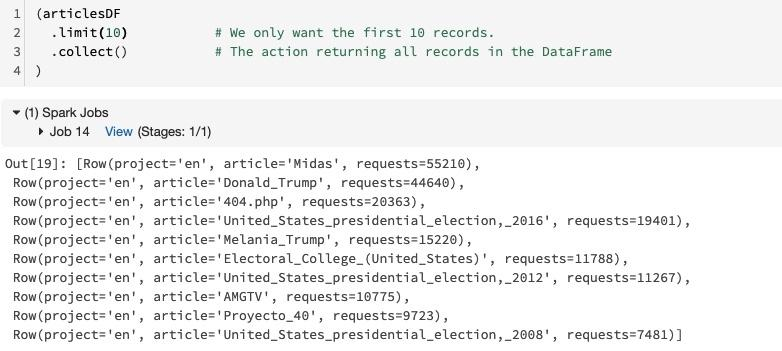 1 (articlesDF
2 .limit(10) # We only want the first 10 records.
3 .collect() # The action returning all records in the DataFrame
4 )
(1) Spark Jobs
Job 14 View (Stages: 1/1)
Out[19]: [Row(project='en', article='Midas', requests=55210),
Row(project='en', article='Donald_Trump', requests=44640),
Row(project='en', article='404.php', requests=20363),
Row(project='en', article='United_States_presidential_election,_2016', requests=19401),
Row(project='en', article='Melania_Trump', requests=15220),
Row(project='en', article='Electoral_College_(United_States)', requests=11788),
Row(project='en', article='United_States_presidential_election,_2012', requests=11267),
Row(project='en', article='AMGTV', requests=10775),
Row(project='en', article='Proyecto_40', requests=9723),
Row(project='en', article='United_States_presidential_election,_2008', requests=7481)]